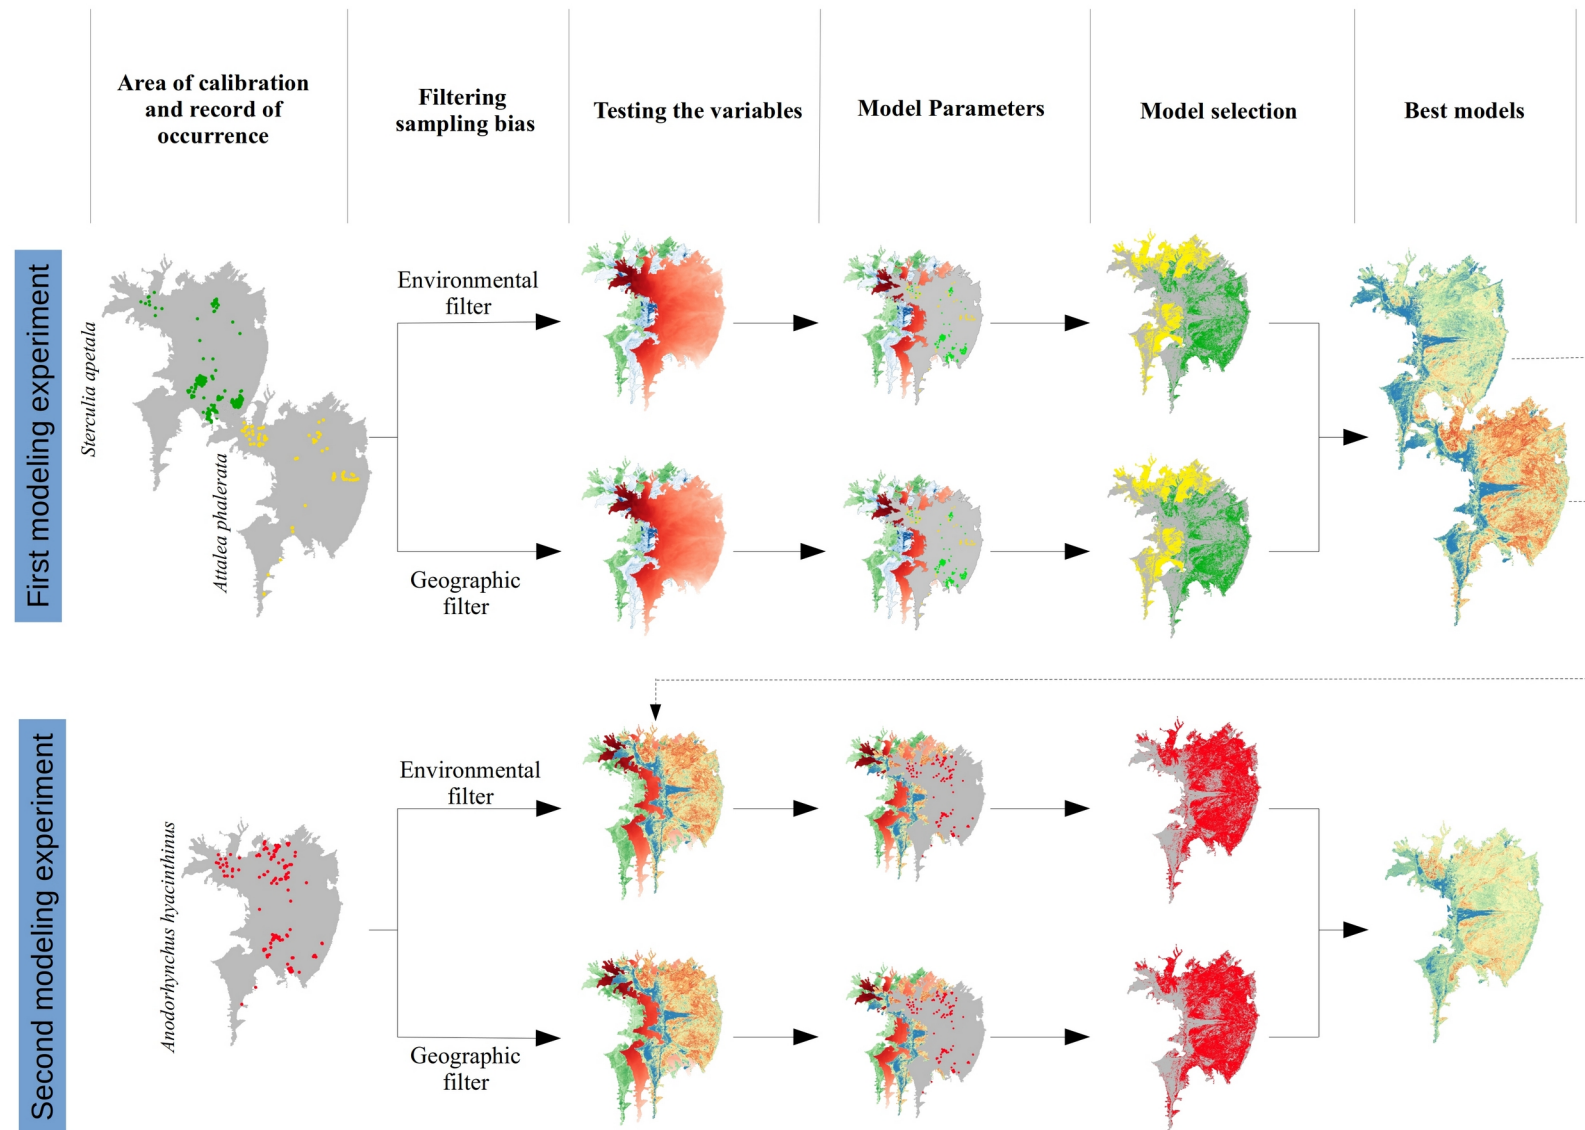 Area of calibration
and record of
occurrence
Filtering
sampling bias
Testing the variables
Model Parameters
Model selection
Best models
First modeling experiment
Sterculia apetala
Attalea phalerata
Environmental
filter
Geographic
filter
Second modeling experiment
Anodorhynchus hyacinthinus
Environmental
filter
Geographic
filter